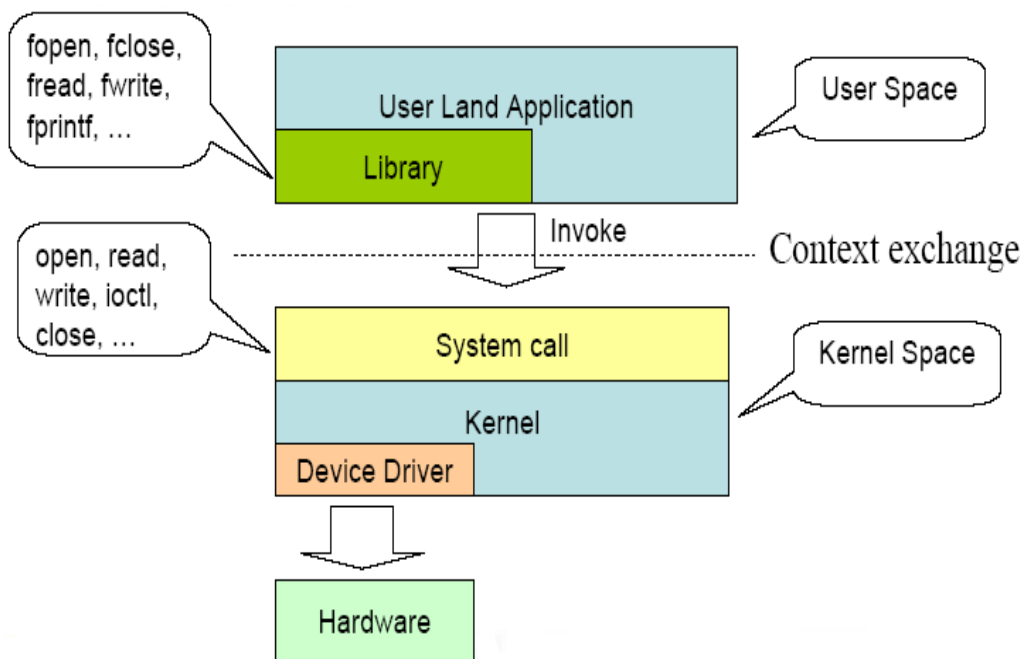 fopen, fclose,
fread, fwrite,
fprintf, …
User Land Application
User Space
Library
Invoke
Context exchange
open, read,
write, ioctl,
close, …
System call
Kernel Space
Kernel
Device Driver
Hardware